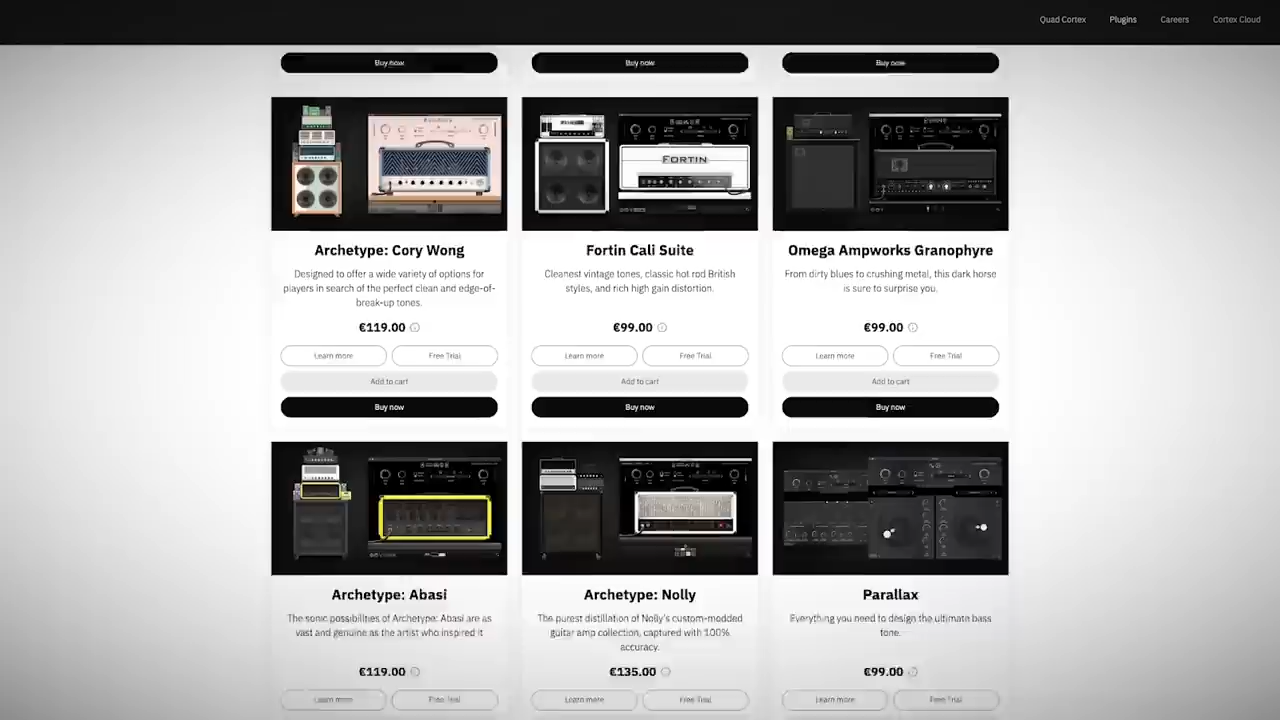 Quad Cortex Plugins Careers Cortex Cloud
Buy now Buy now Buy now
FORTIN
Archetype: Cory Wong
Designed to offer a wide variety of options for
players in search of the perfect clean and edge-of-
break-up tones.
€119.00
Learn more Free Trial
Add to cart
Buy now
Fortin Cali Suite
Cleanest vintage tones, classic hot rod British
styles, and rich high gain distortion.
€99.00
Learn more Free Trial
Add to cart
Buy now
Omega Ampworks Granophyre
From dirty blues to crushing metal, this dark horse
is sure to surprise you.
€99.00
Learn more Free Trial
Add to cart
Buy now
Archetype: Abasi
The sonic possibilities of Archetype: Abasi are as
vast and genuine as the artist who inspired it
€119.00
Learn more Free Trial
Archetype: Nolly
The purest distillation of Nolly's custom-modded
guitar amp collection, captured with 100%
accuracy.
€135.00
Learn more Free Trial
Parallax
Everything you need to design the ultimate bass
tone.
€99.00
Learn more Free Trial